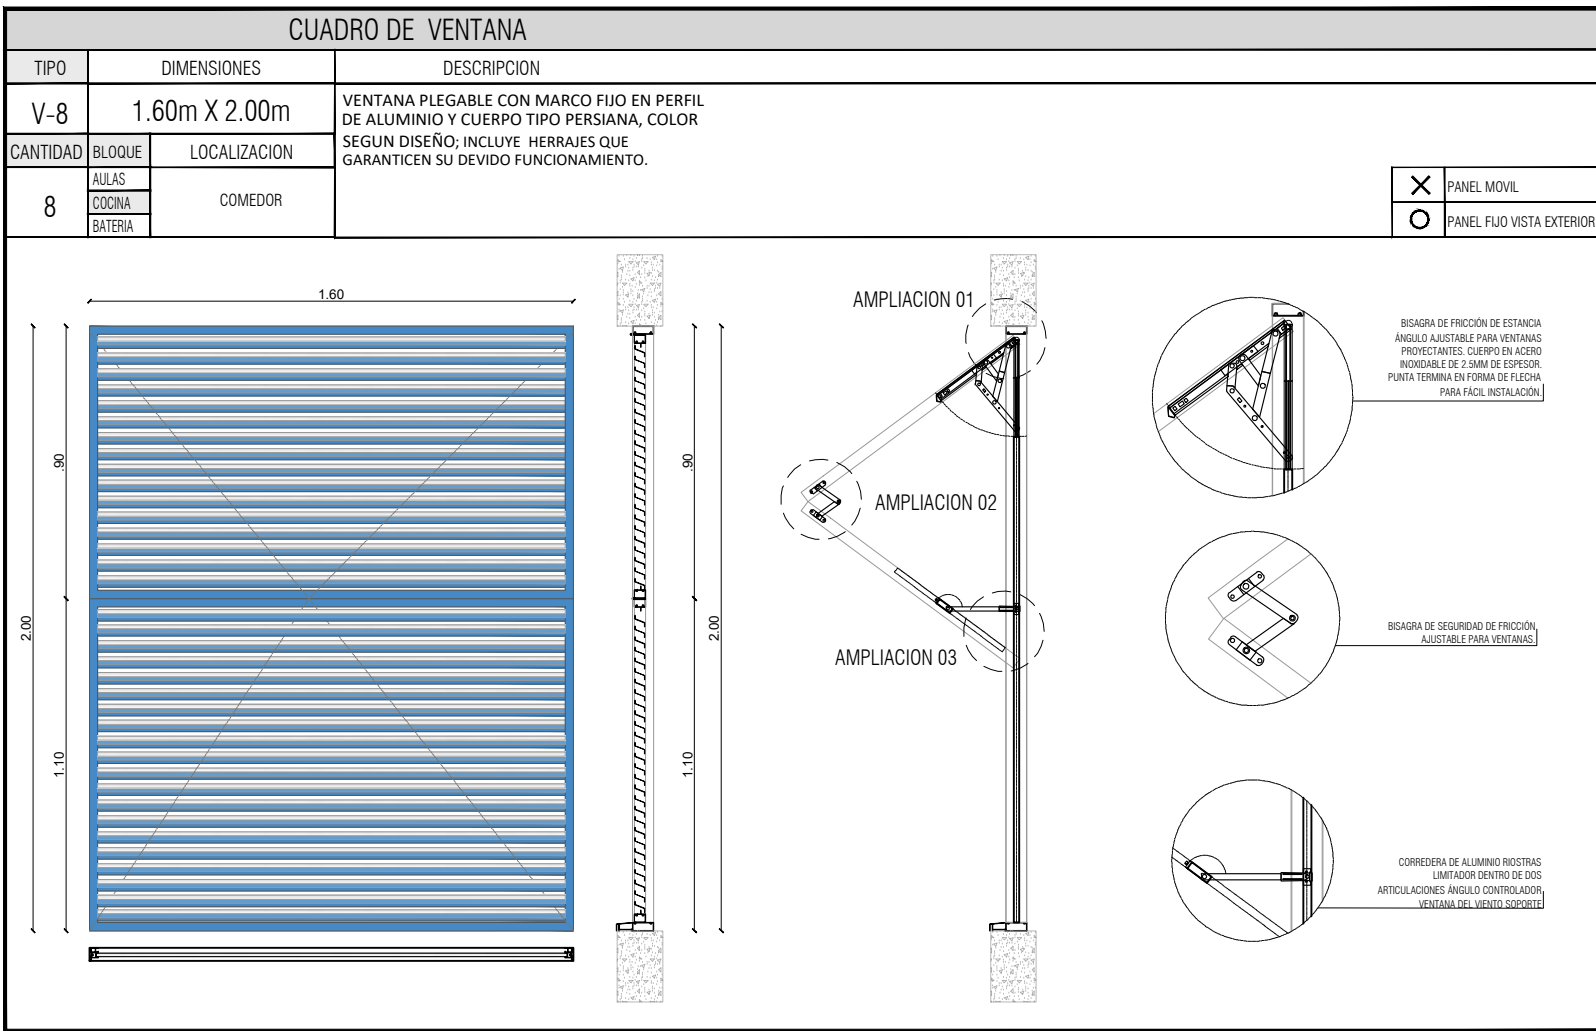 CUADRO DE VENTANA
TIPO
DIMENSIONES
DESCRIPCION
V-8
1.60m X 2.00m
VENTANA PLEGABLE CON MARCO FIJO EN PERFIL
DE ALUMINIO Y CUERPO TIPO PERSIANA, COLOR
SEGUN DISEÑO; INCLUYE HERRAJES QUE
GARANTICEN SU DEVIDO FUNCIONAMIENTO.
CANTIDAD
BLOQUE
LOCALIZACION
8
AULAS
COCINA
BATERIA
COMEDOR
PANEL MOVIL
PANEL FIJO VISTA EXTERIOR
1.60
2.00
.90
1.10
.90
1.10
2.00
AMPLIACION 01
AMPLIACION 02
AMPLIACION 03
BISAGRA DE FRICCIÓN DE ESTANCIA
ÁNGULO AJUSTABLE PARA VENTANAS
PROYECTANTES. CUERPO EN ACERO
INOXIDABLE DE 2.5MM DE ESPESOR.
PUNTA TERMINA EN FORMA DE FLECHA
PARA FÁCIL INSTALACIÓN.
BISAGRA DE SEGURIDAD DE FRICCIÓN
AJUSTABLE PARA VENTANAS.
CORREDERA DE ALUMINIO RIOSTRAS
LIMITADOR DENTRO DE DOS
ARTICULACIONES ÁNGULO CONTROLADOR
VENTANA DEL VIENTO SOPORTE